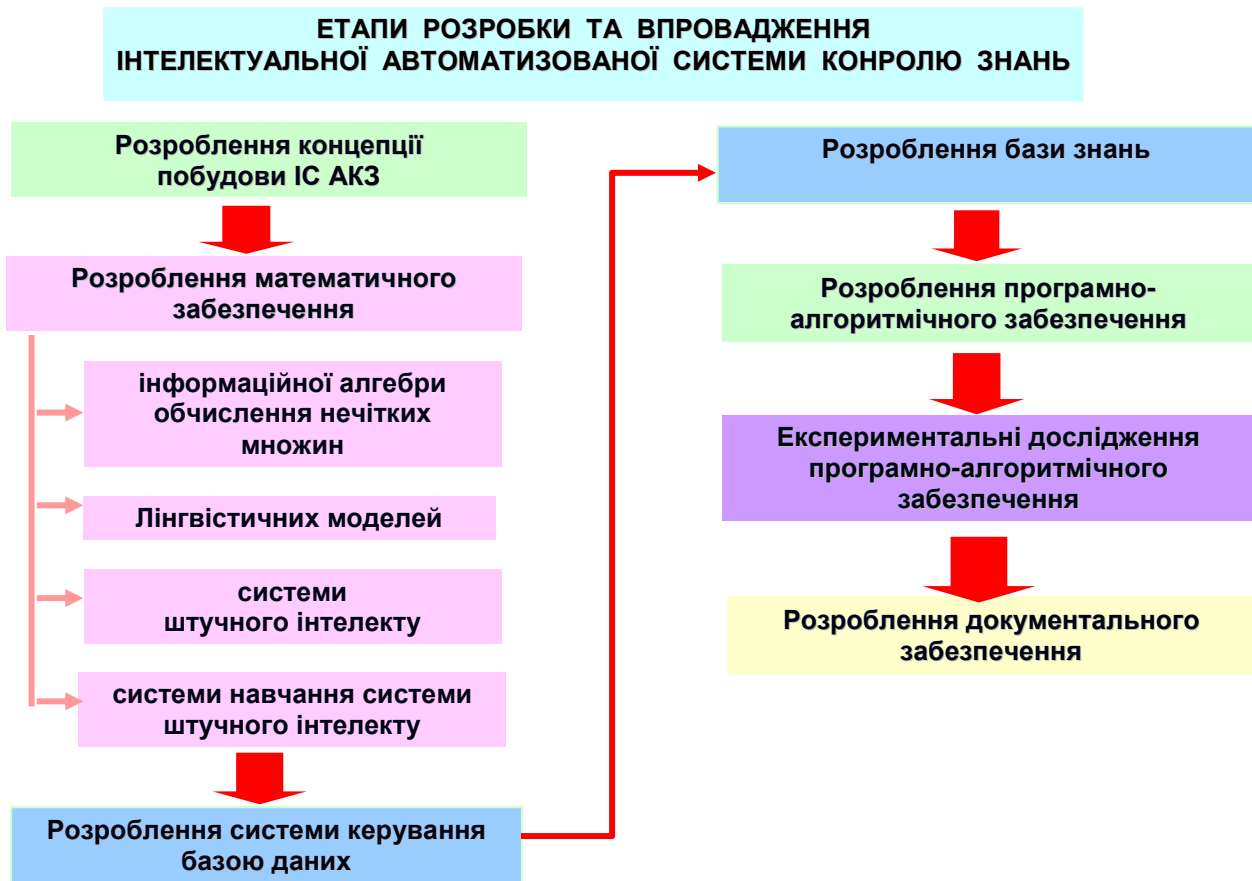 ЕТАПИ РОЗРОБКИ ТА ВПРОВАДЖЕННЯ
ІНТЕЛЕКТУАЛЬНОЇ АВТОМАТИЗОВАНОЇ СИСТЕМИ КОНРОЛЮ ЗНАНЬ
Розроблення концепції
побудови ІС АКЗ
Розроблення математичного
забезпечення
інформаційної алгебри
обчислення нечітких
множин
Лінгвістичних моделей
системи
штучного інтелекту
системи навчання системи
штучного інтелекту
Розроблення системи керування
базою даних
Розроблення бази знань
Розроблення програмно-
алгоритмічного забезпечення
Експериментальні дослідження
програмно-алгоритмічного
забезпечення
Розроблення документального
забезпечення